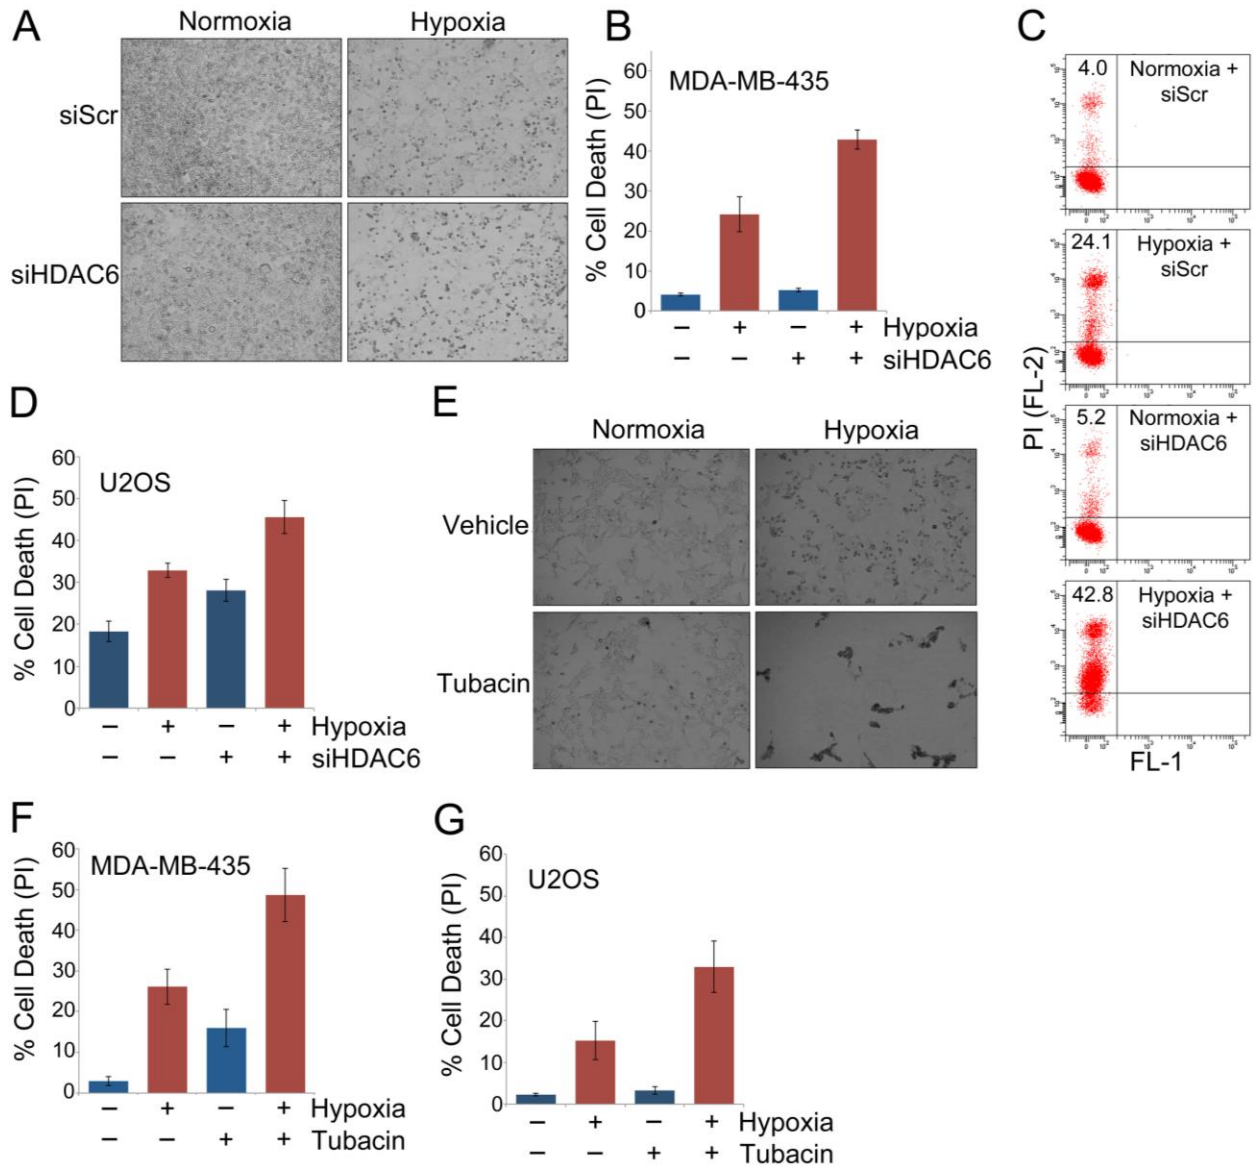 A
Normoxia
Hypoxia
siScr
siHDAC6
B
MDA-MB-435
% Cell Death (PI)
60
50
40
30
20
10
0
− + − + Hypoxia
− − + + siHDAC6
C
4.0
Normoxia +
siScr
24.1
Hypoxia +
siScr
5.2
Normoxia +
siHDAC6
42.8
Hypoxia +
siHDAC6
PI (FL-2)
FL-1
D
U2OS
% Cell Death (PI)
60
50
40
30
20
10
0
− + − + Hypoxia
− − + + siHDAC6
E
Normoxia
Hypoxia
Vehicle
Tubacin
F
MDA-MB-435
% Cell Death (PI)
60
50
40
30
20
10
0
− + − + Hypoxia
− − + + Tubacin
G
U2OS
% Cell Death (PI)
60
50
40
30
20
10
0
− + − + Hypoxia
− − + + Tubacin